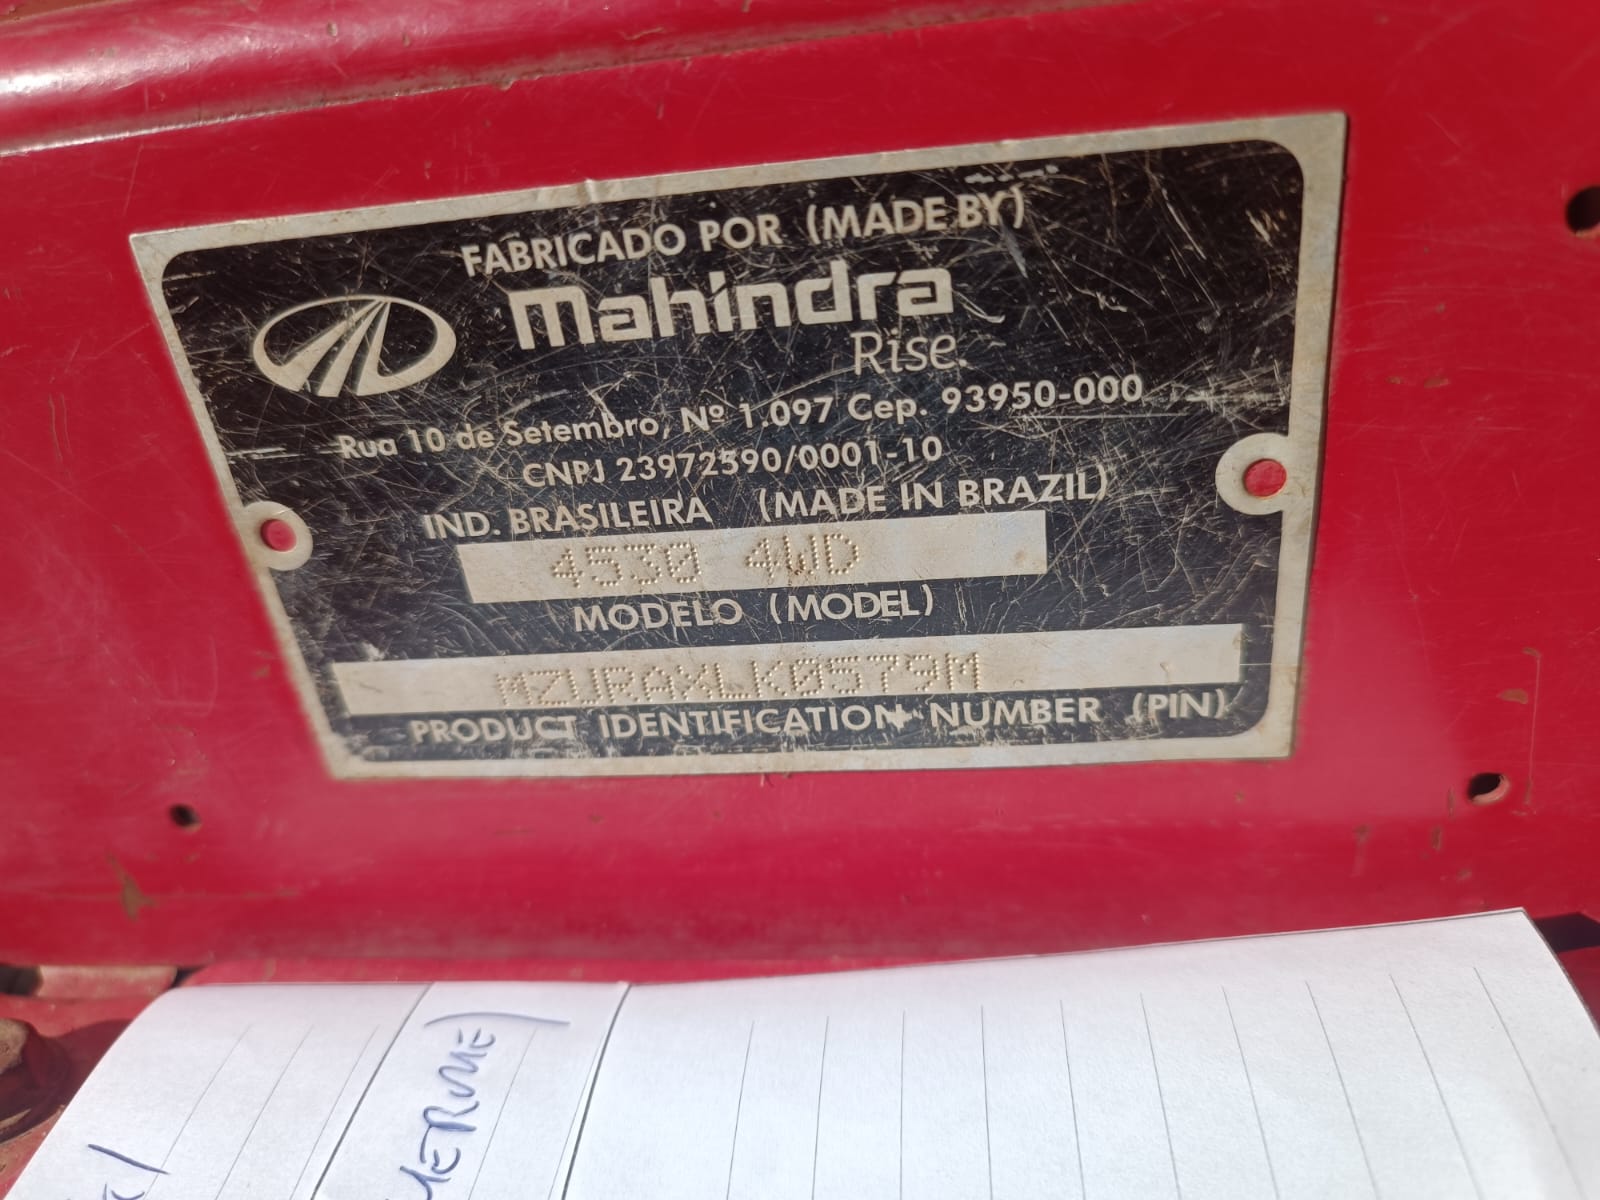 FABRICADO POR (MADE BY)
mahindra
Rise.
Rua 10 de Setembro, Nº 1.097 Cep. 93950-000
CNPJ 23972590/0001-10
IND. BRASILEIRA (MADE IN BRAZIL)
4530 4WD
MODELO (MODEL)
MZURAXLK0579M
PRODUCT IDENTIFICATION NUMBER (PIN)